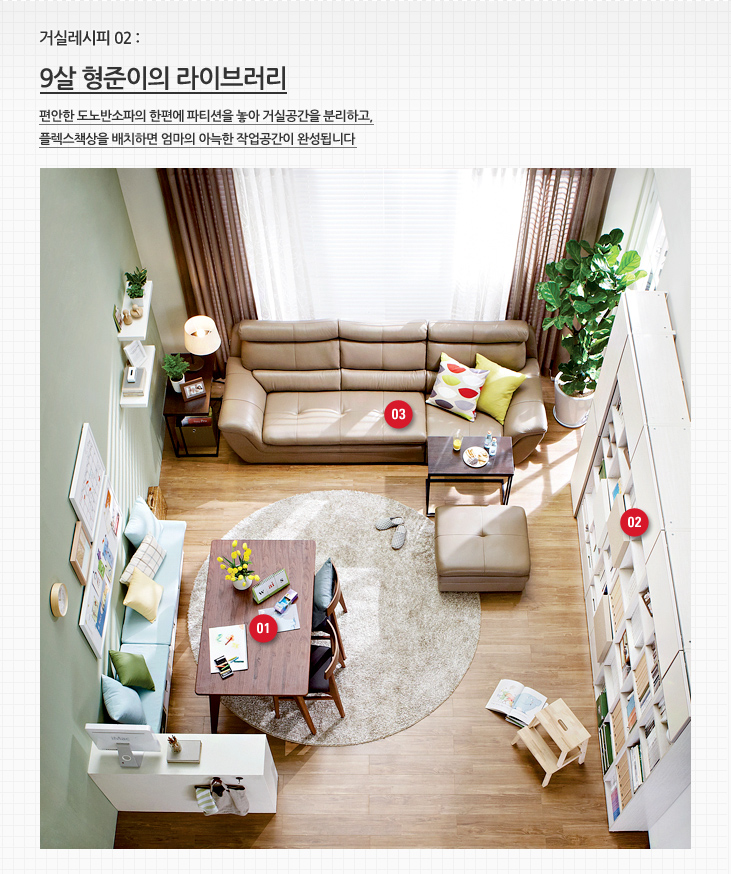 거실레시피 02 :
9살 형준이의 라이브러리
편안한 도노반소파의 한편에 파티션을 놓아 거실공간을 분리하고,
플렉스책상을 배치하면 엄마의 아늑한 작업공간이 완성됩니다
03
02
01